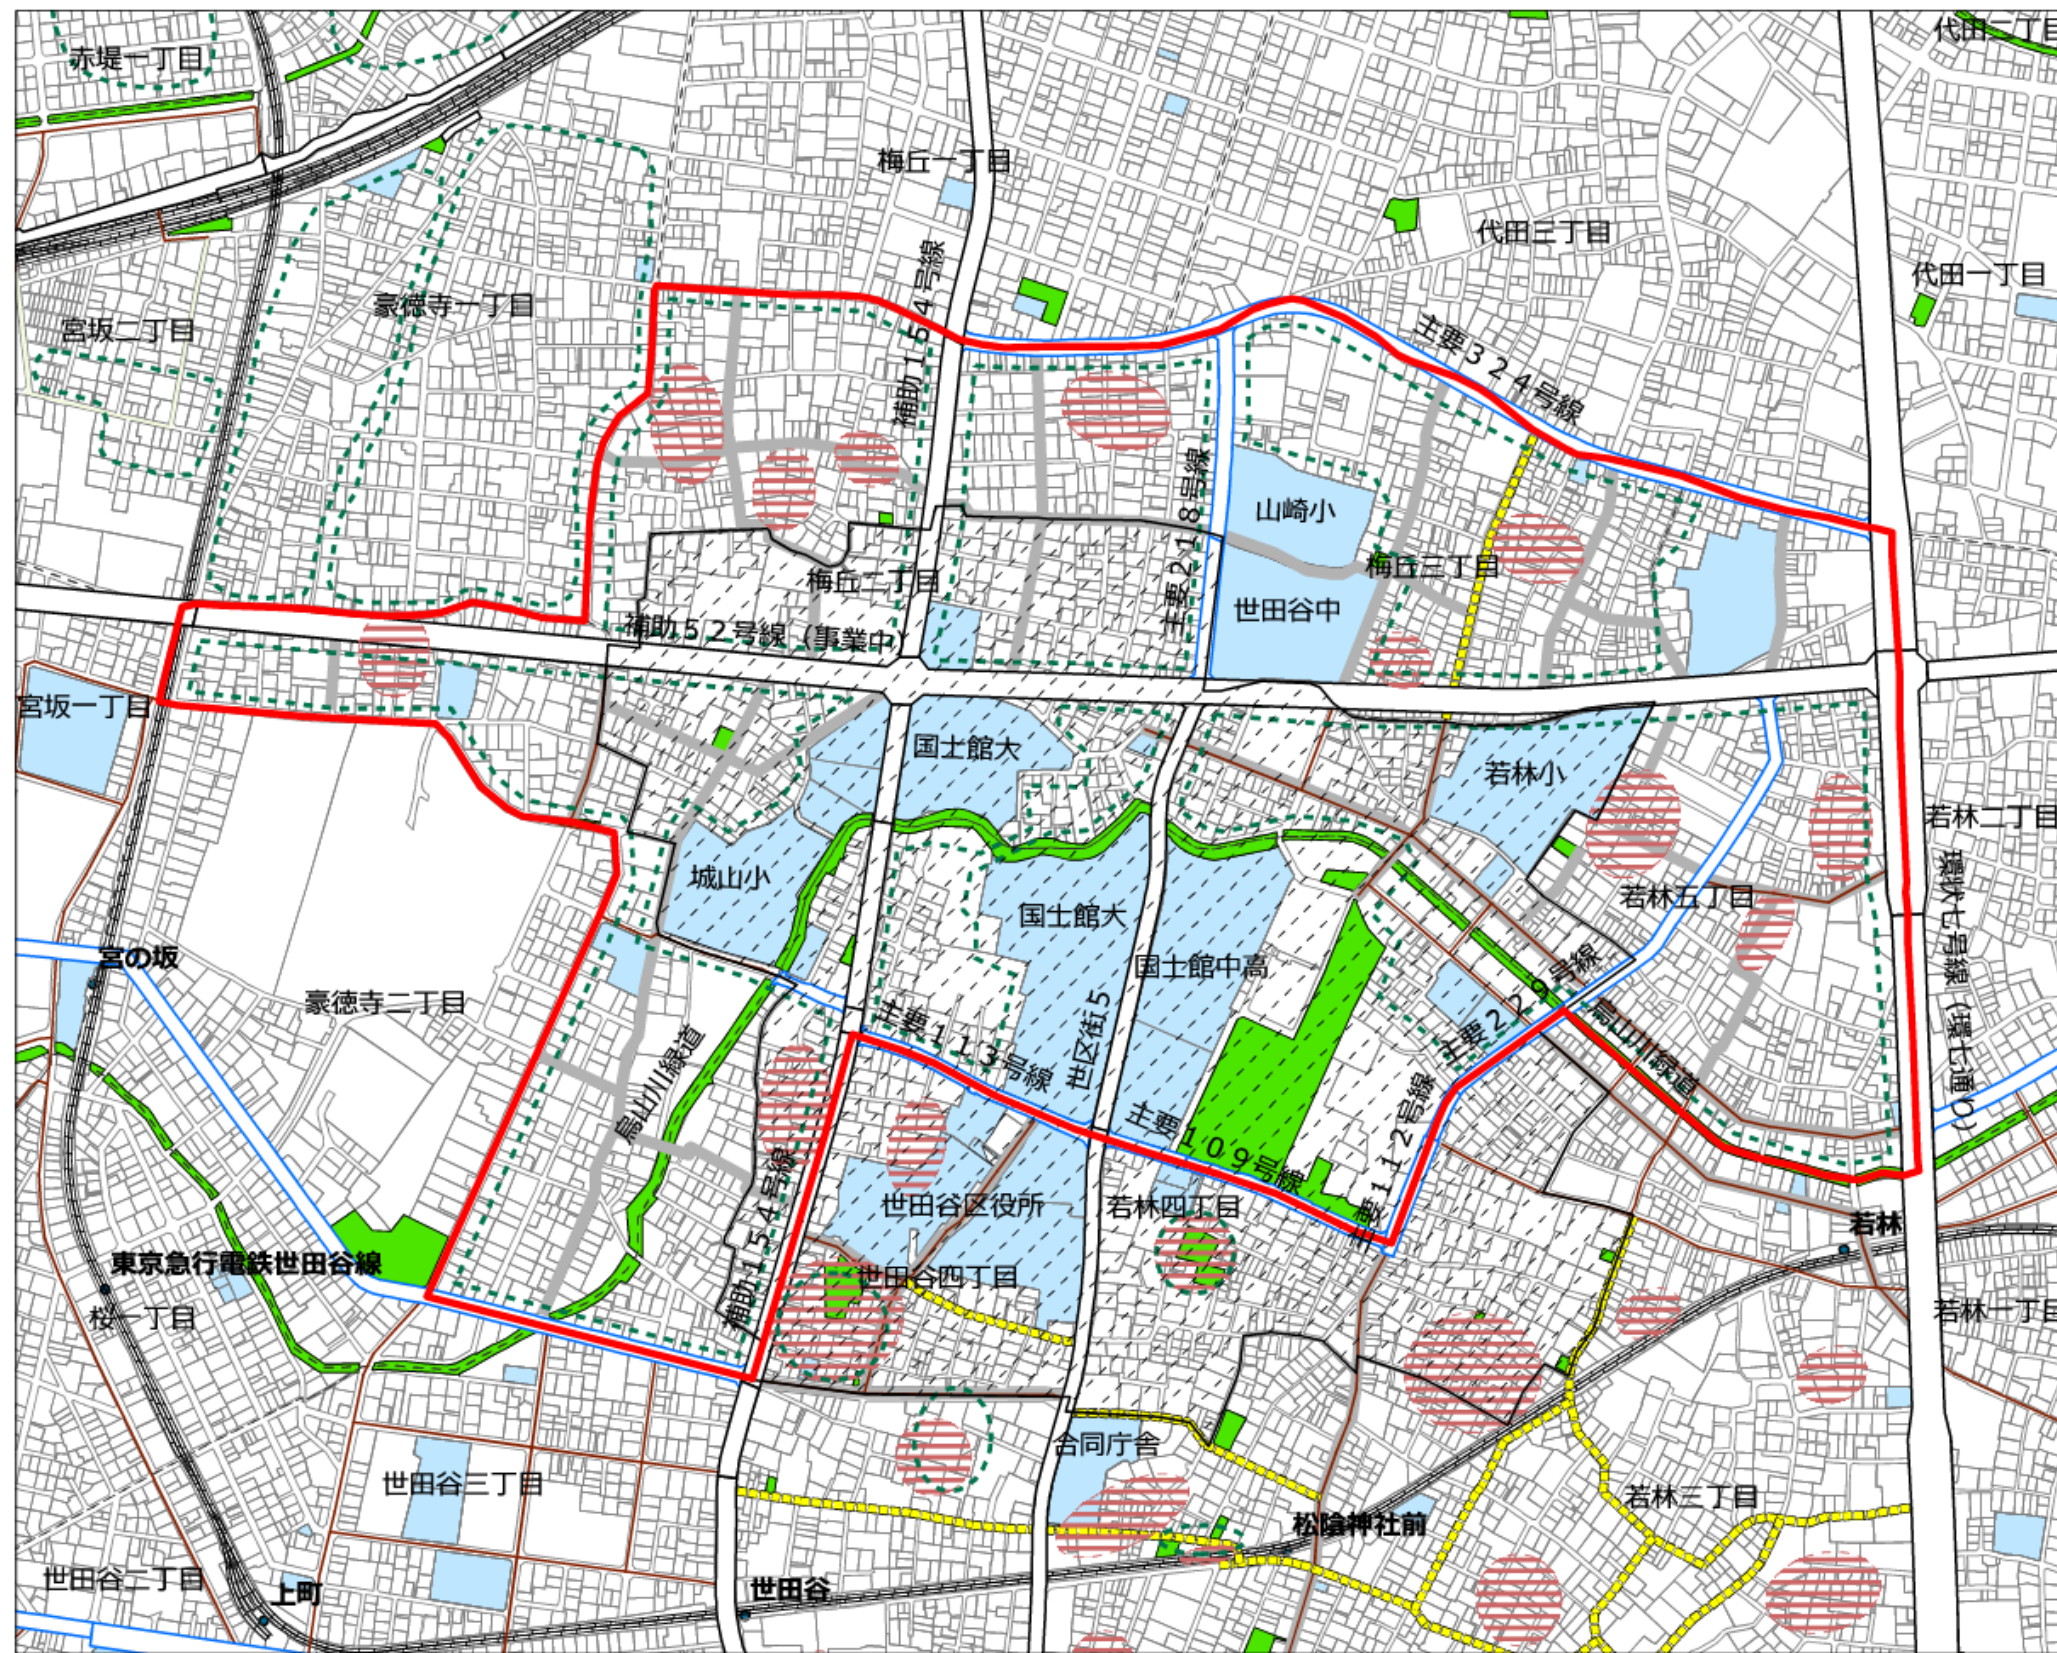 赤堤一丁目
代田二丁目
梅丘一丁目
代田三丁目
代田一丁目
豪徳寺一丁目
宮坂二丁目
補助１５４号線
主要３２４号線
主要２１８号線
山崎小
梅丘二丁目
梅丘三丁目
世田谷中
補助５２号線（事業中）
宮坂一丁目
国士館大
若林小
若林二丁目
城山小
国士館大
若林五丁目
環状七号線（環七通り）
宮の坂
国士館中高
豪徳寺二丁目
主要１１３号線
世区街５
主要２２９号線
烏山川緑道
烏山川緑道
主要１０９号線
主要１１２号線
世田谷区役所
若林四丁目
若林
補助１５４号線
東京急行電鉄世田谷線
世田谷四丁目
桜一丁目
若林一丁目
合同庁舎
世田谷三丁目
若林三丁目
松陰神社前
世田谷二丁目
上町
世田谷